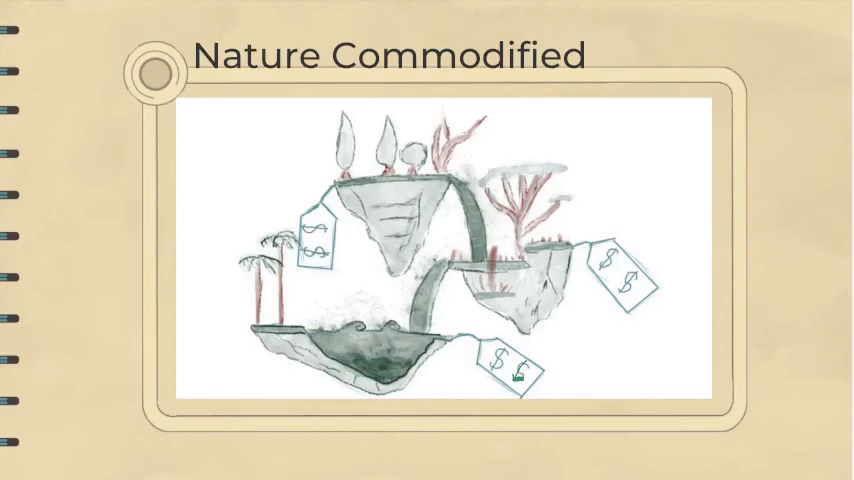 Nature Commodified
$
$
$ $
$ £